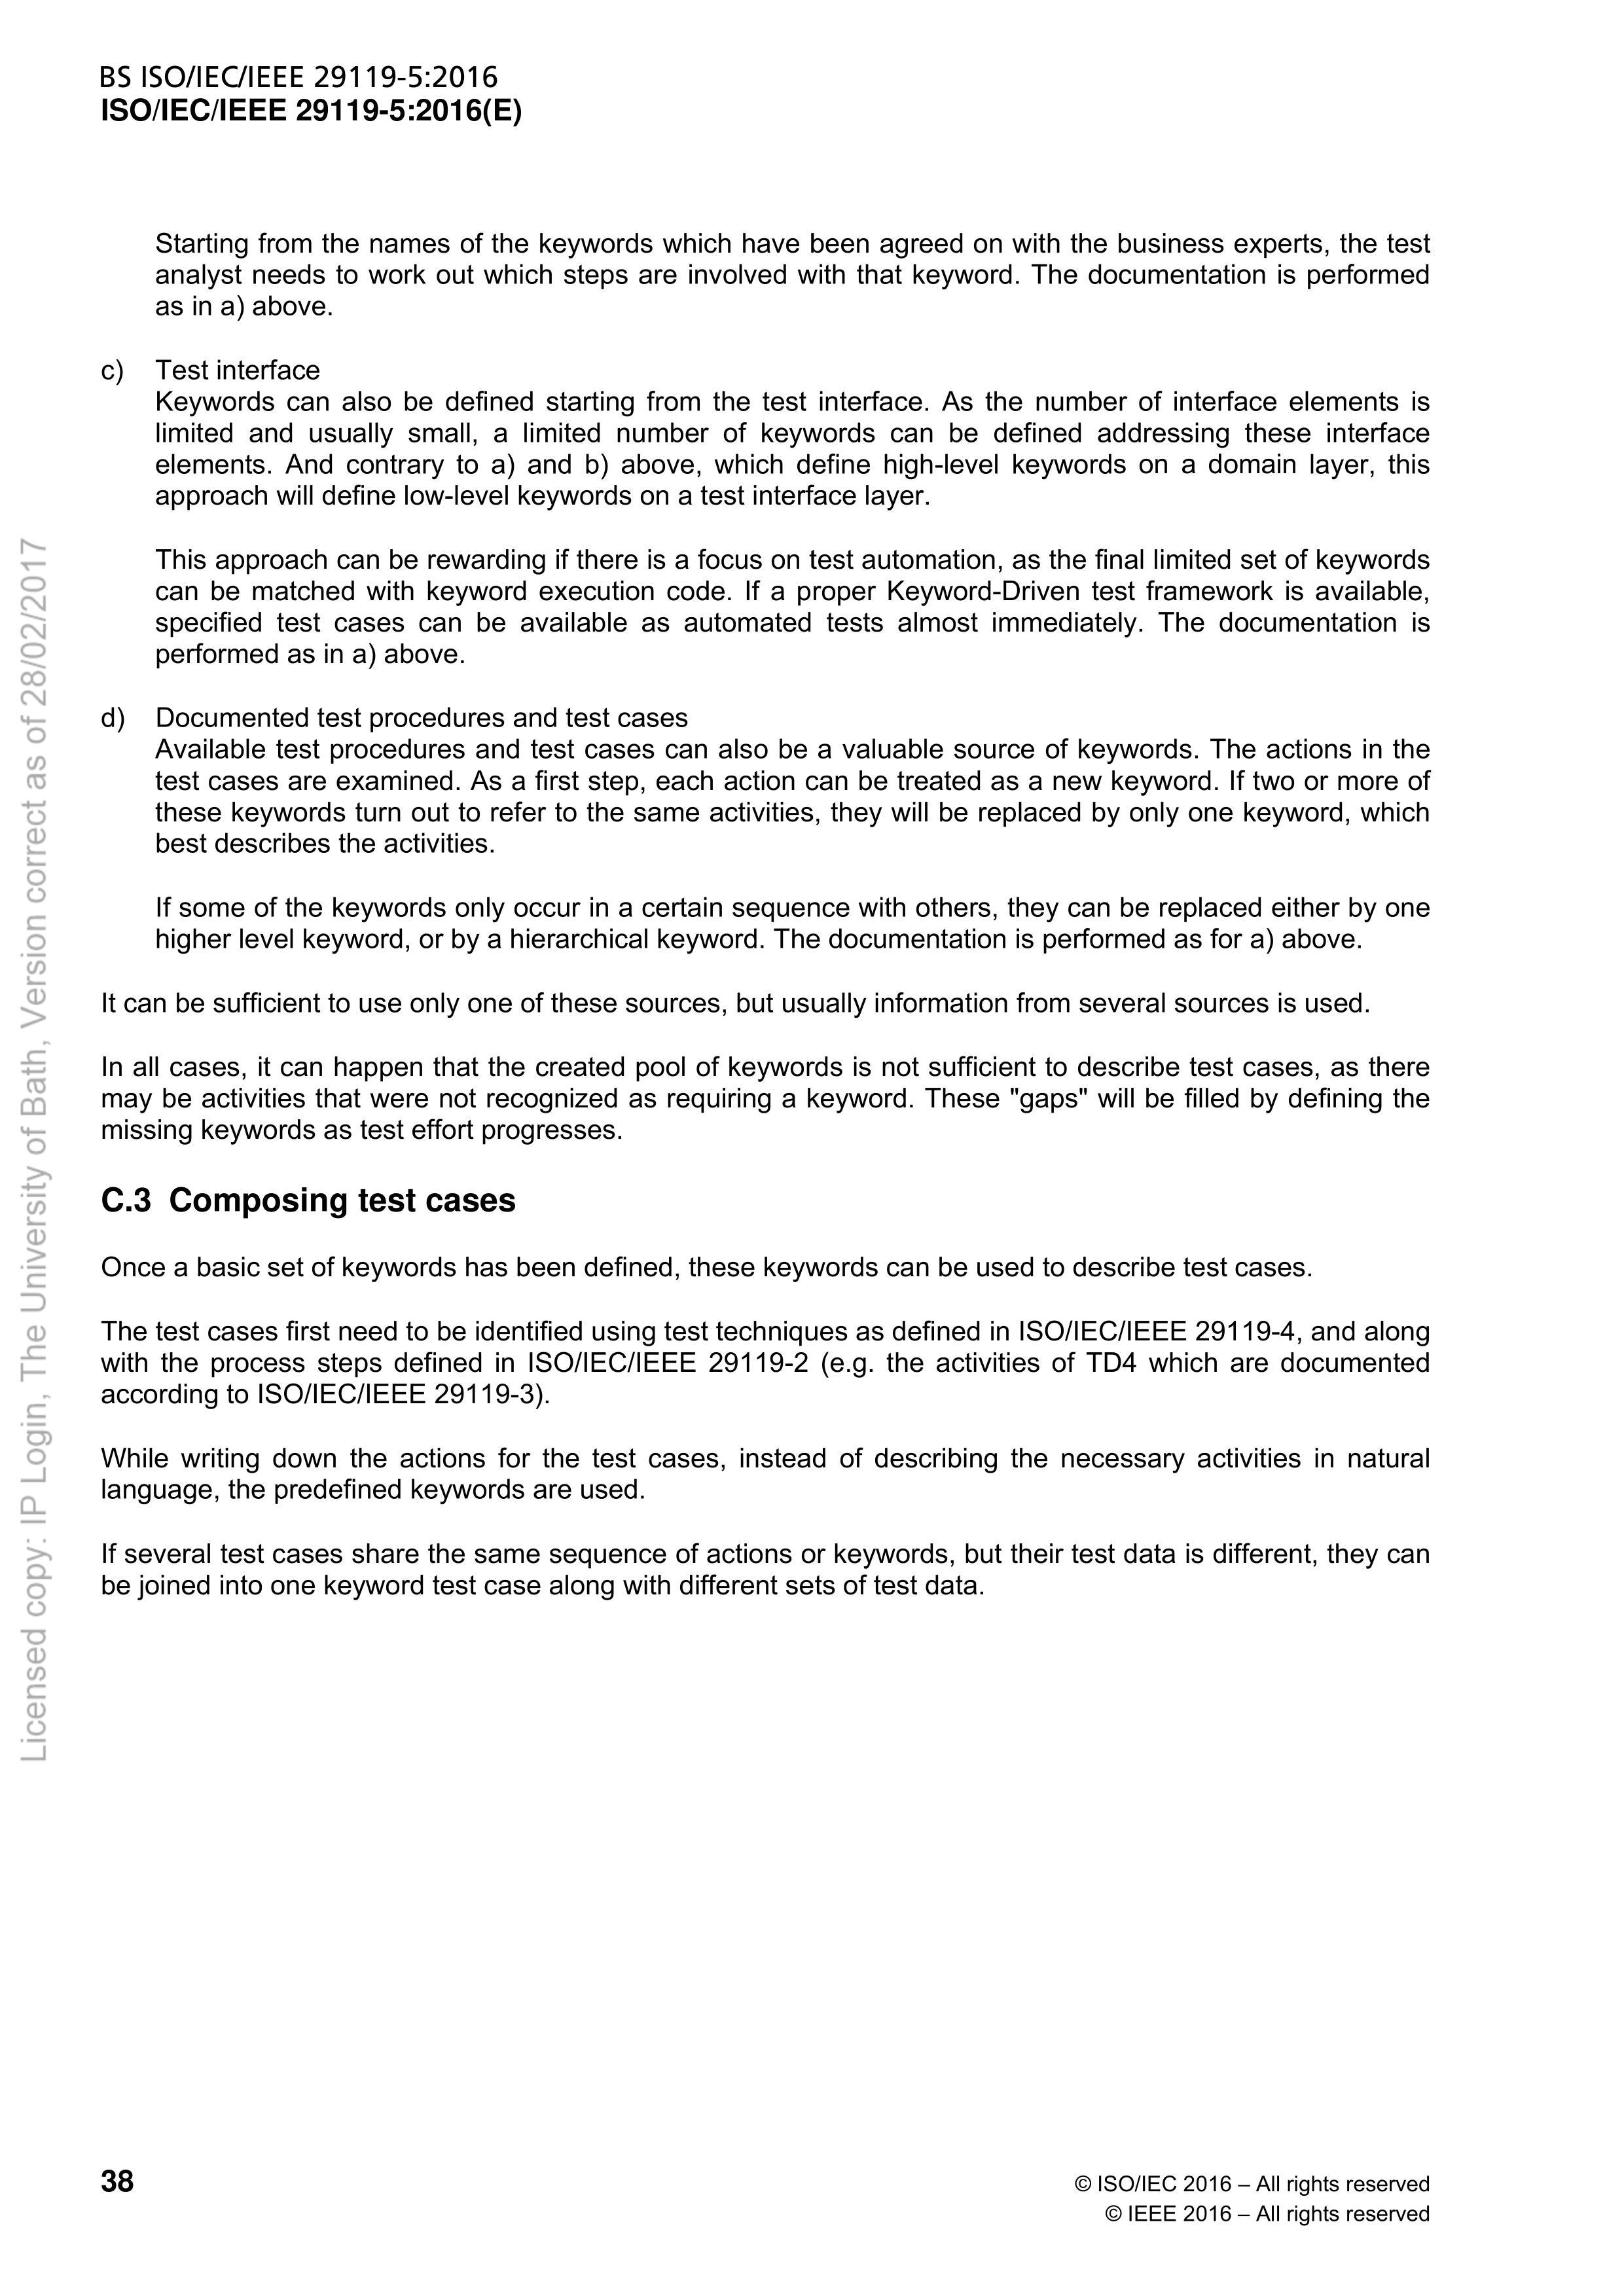 BS ISO/IEC/IEEE 29119-5:2016
ISO/IEC/IEEE 29119-5:2016(E)
Starting from the names of the keywords which have been agreed on with the business experts, the test
analyst needs to work out which steps are involved with that keyword. The documentation is performed
as in a) above.
c) Test interface
Keywords can also be defined starting from the test interface. As the number of interface elements is
limited and usually small, a limited number of keywords can be defined addressing these interface
elements. And contrary to a) and b) above, which define high-level keywords on a domain layer, this
approach will define low-level keywords on a test interface layer.
This approach can be rewarding if there is a focus on test automation, as the final limited set of keywords
can be matched with keyword execution code. If a proper Keyword-Driven test framework is available,
specified test cases can be available as automated tests almost immediately. The documentation is
performed as in a) above.
d) Documented test procedures and test cases
Available test procedures and test cases can also be a valuable source of keywords. The actions in the
test cases are examined. As a first step, each action can be treated as a new keyword. If two or more of
these keywords turn out to refer to the same activities, they will be replaced by only one keyword, which
best describes the activities.
If some of the keywords only occur in a certain sequence with others, they can be replaced either by one
higher level keyword, or by a hierarchical keyword. The documentation is performed as for a) above.
It can be sufficient to use only one of these sources, but usually information from several sources is used.
In all cases, it can happen that the created pool of keywords is not sufficient to describe test cases, as there
may be activities that were not recognized as requiring a keyword. These "gaps" will be filled by defining the
missing keywords as test effort progresses.
C.3 Composing test cases
Once a basic set of keywords has been defined, these keywords can be used to describe test cases.
The test cases first need to be identified using test techniques as defined in ISO/IEC/IEEE 29119-4, and along
with the process steps defined in ISO/IEC/IEEE 29119-2 (e.g. the activities of TD4 which are documented
according to ISO/IEC/IEEE 29119-3).
While writing down the actions for the test cases, instead of describing the necessary activities in natural
language, the predefined keywords are used.
If several test cases share the same sequence of actions or keywords, but their test data is different, they can
be joined into one keyword test case along with different sets of test data.
38
© ISO/IEC 2016 – All rights reserved
© IEEE 2016 – All rights reserved
Licensed copy: IP Login, The University of Bath, Version correct as of 28/02/2017